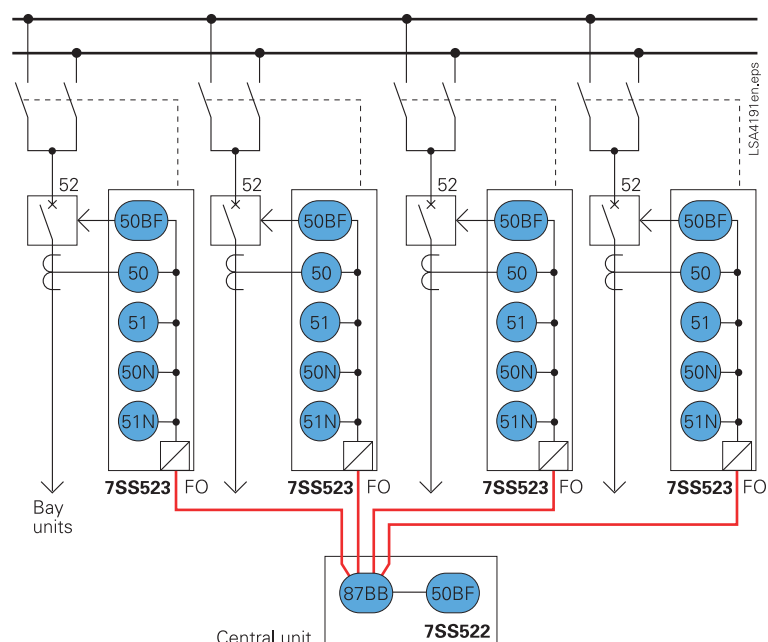 LSA4191en.eps
52 52 52 52
50BF 50BF 50BF 50BF
50 50 50 50
51 51 51 51
50N 50N 50N 50N
51N 51N 51N 51N
7SS523 FO 7SS523 FO 7SS523 FO 7SS523 FO
Bay
units
87BB 50BF
7SS522
Central unit